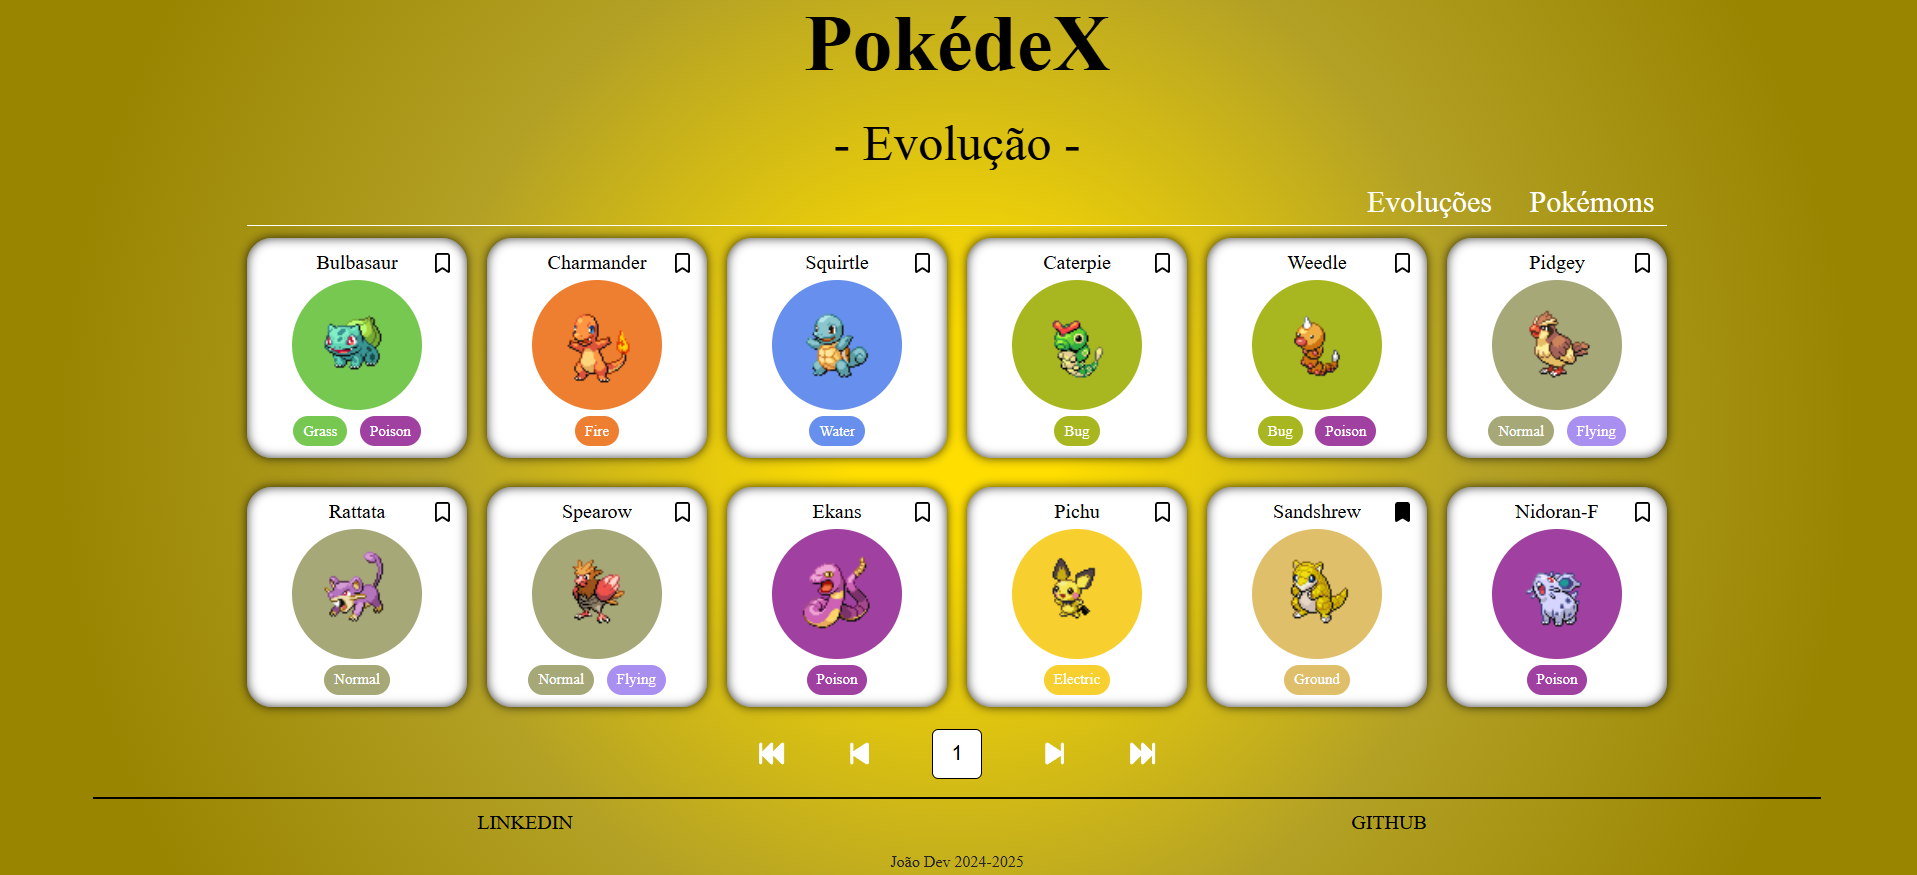 PokédeX
- Evolução -
Evoluções Pokémons
Bulbasaur Charmander Squirtle Caterpie Weedle Pidgey
Grass Poison Fire Water Bug Bug Poison Normal Flying
Rattata Spearow Ekans Pichu Sandshrew Nidoran-F
Normal Normal Flying Poison Electric Ground Poison
1
LINKEDIN GITHUB
João Dev 2024-2025